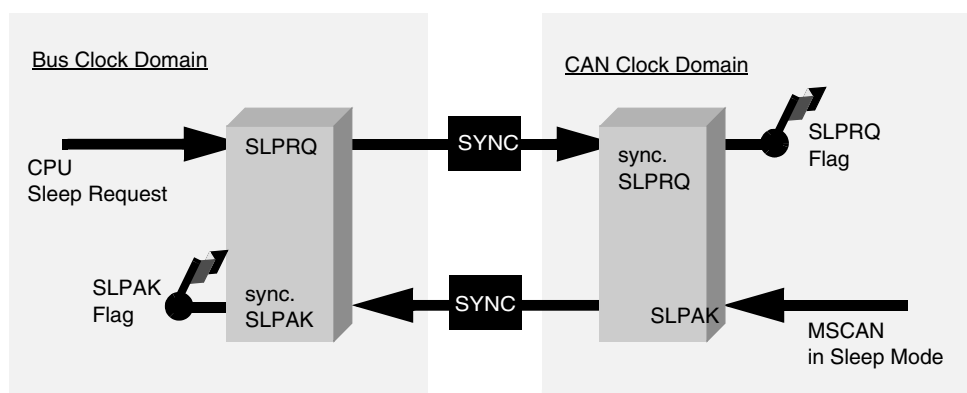 Bus Clock Domain
CPU
Sleep Request
SLPRQ
SLPAK
Flag
sync.
SLPAK
SYNC
SYNC
CAN Clock Domain
sync.
SLPRQ
SLPRQ
Flag
SLPAK
MSCAN
in Sleep Mode